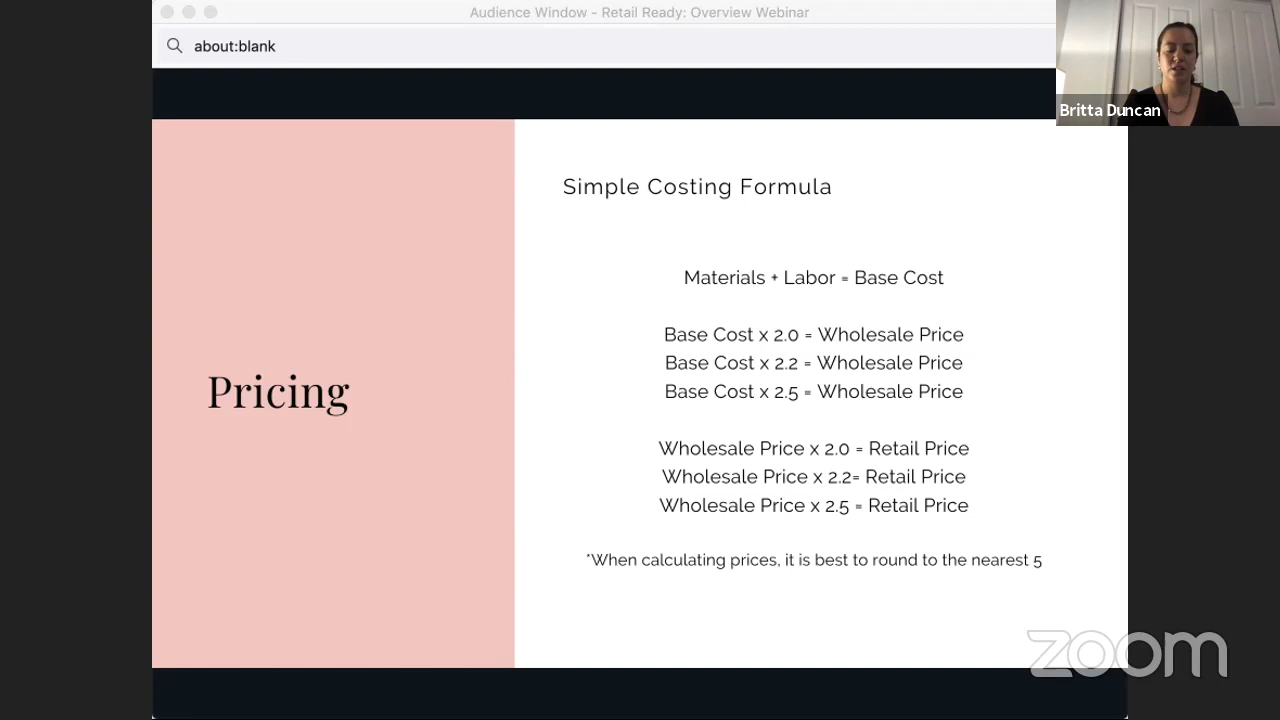 Audience Window - Retail Ready: Overview Webinar
about:blank
Britta Duncan
Simple Costing Formula
Materials + Labor = Base Cost
Base Cost x 2.0 = Wholesale Price
Base Cost x 2.2 = Wholesale Price
Base Cost x 2.5 = Wholesale Price
Pricing
Wholesale Price x 2.0 = Retail Price
Wholesale Price x 2.2= Retail Price
Wholesale Price x 2.5 = Retail Price
*When calculating prices, it is best to round to the nearest 5
zoom